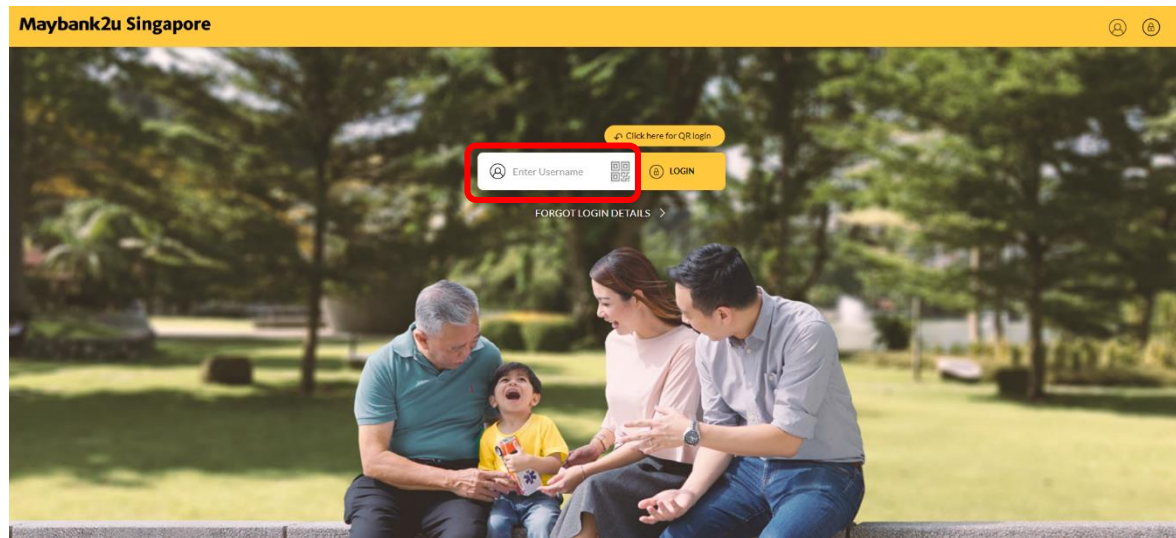 Maybank2u Singapore
Click here for QR login
Enter Username
LOGIN
FORGOT LOGIN DETAILS >